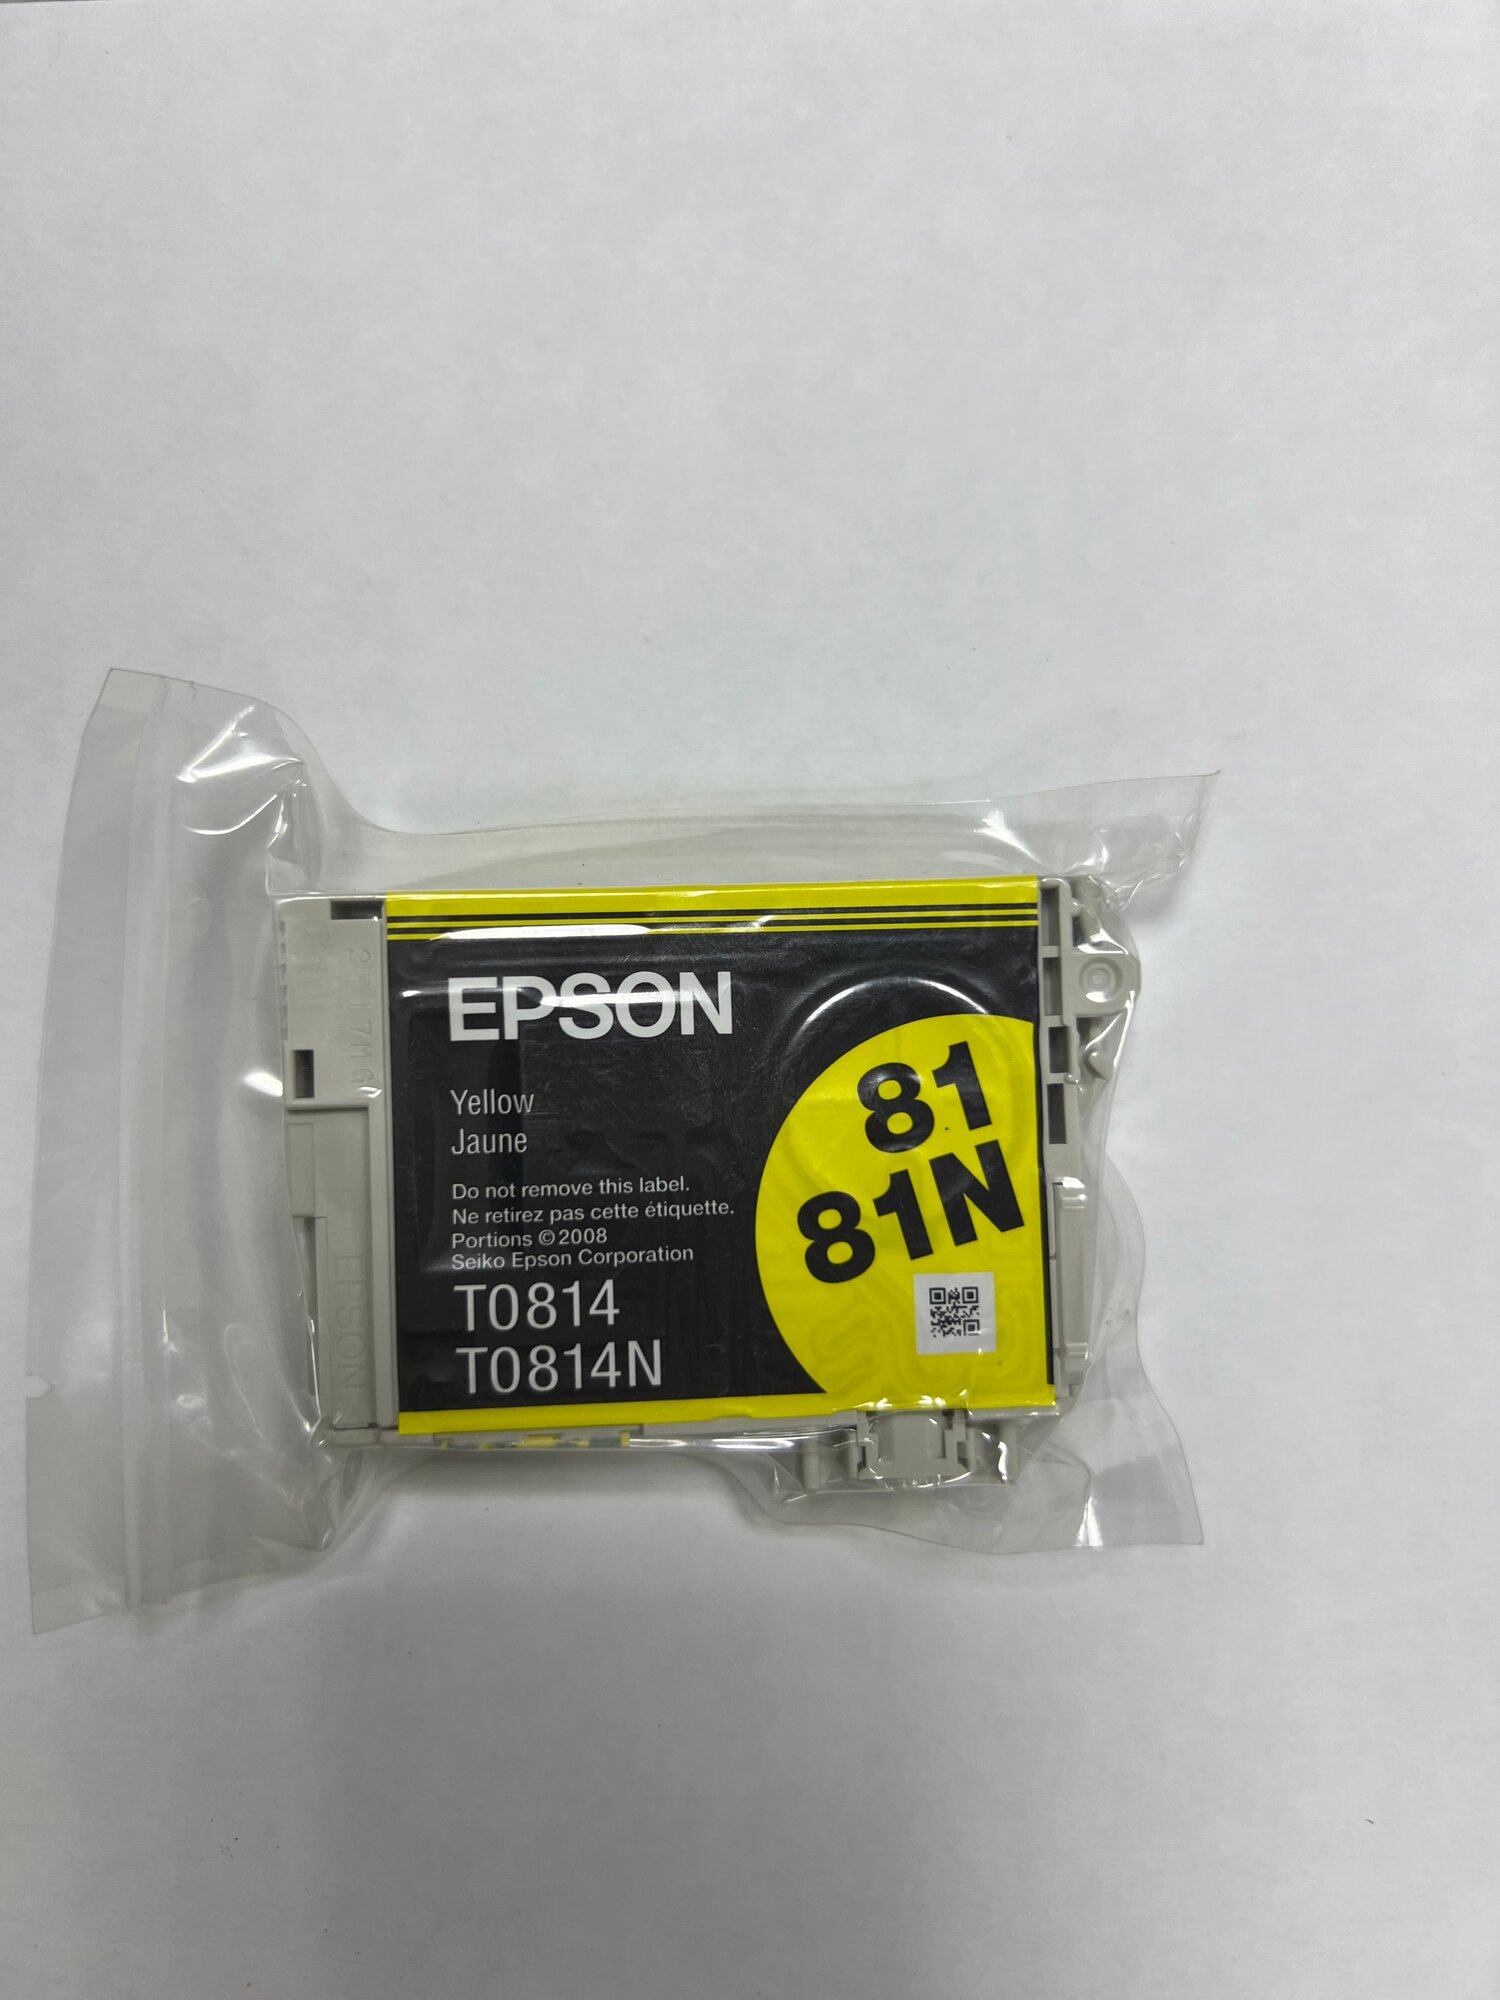 EPSON
Yellow
Jaune
Do not remove this label.
Ne retirez pas cette étiquette.
Portions ©2008
Seiko Epson Corporation
T0814
T0814N
81
81N
2717MG
EPSON